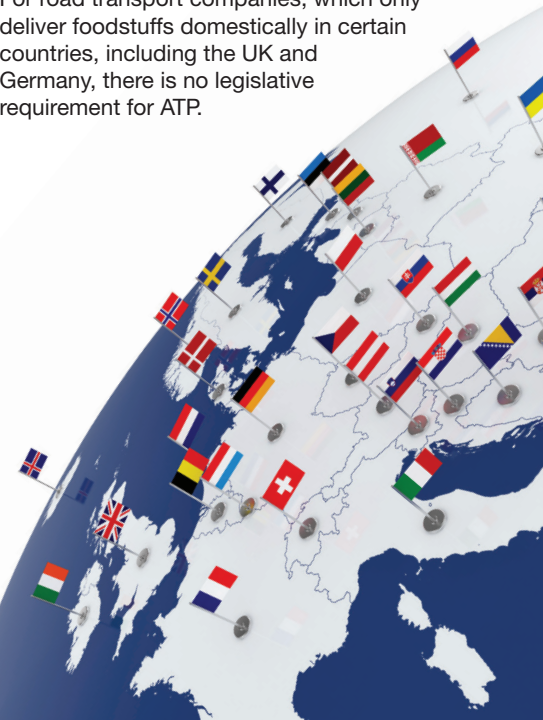 For road transport companies, which only
deliver foodstuffs domestically in certain
countries, including the UK and
Germany, there is no legislative
requirement for ATP.